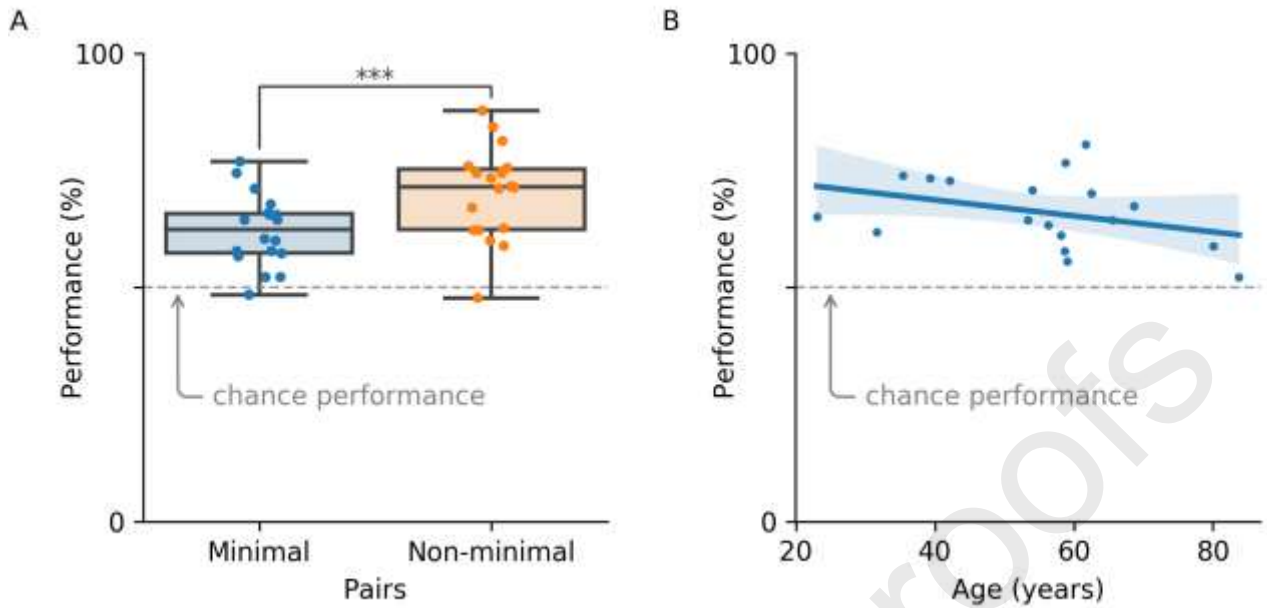 A
100
Performance (%)
0
***
chance performance
Minimal
Non-minimal
Pairs
B
100
Performance (%)
0
chance performance
20
40
60
80
Age (years)
roofs